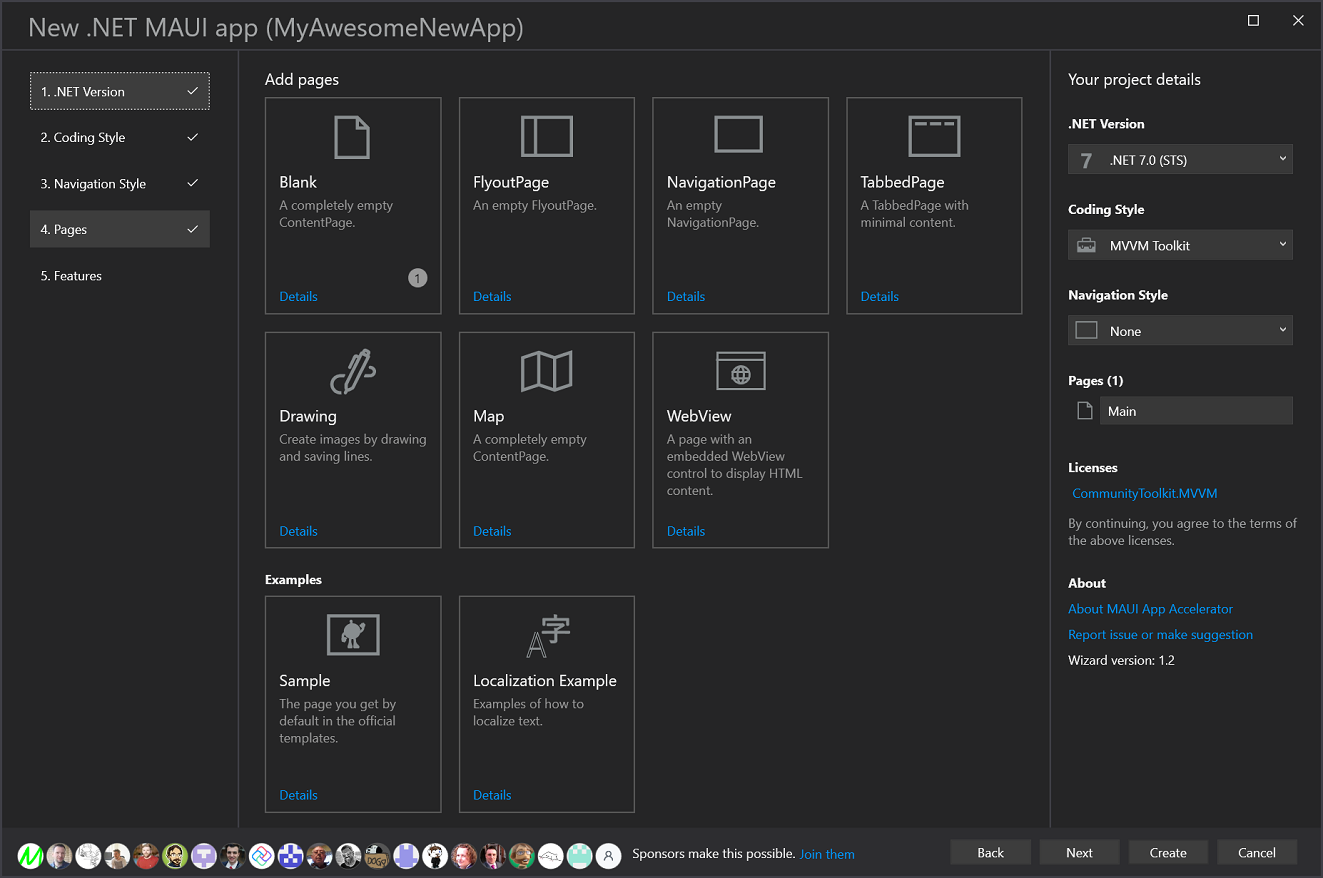 New .NET MAUI app (MyAwesomeNewApp)
1. .NET Version
2. Coding Style
3. Navigation Style
4. Pages
5. Features
Add pages
Blank
A completely empty
ContentPage.
1
Details
FlyoutPage
An empty FlyoutPage.
Details
NavigationPage
An empty
NavigationPage.
Details
TabbedPage
A TabbedPage with
minimal content.
Details
Drawing
Create images by drawing
and saving lines.
Details
Map
A completely empty
ContentPage.
Details
WebView
A page with an
embedded WebView
control to display HTML
content.
Details
Examples
Sample
The page you get by
default in the official
templates.
Details
A字
Localization Example
Examples of how to
localize text.
Details
Your project details
.NET Version
7 .NET 7.0 (STS)
Coding Style
MVVM Toolkit
Navigation Style
None
Pages (1)
Main
Licenses
CommunityToolkit.MVVM
By continuing, you agree to the terms of
the above licenses.
About
About MAUI App Accelerator
Report issue or make suggestion
Wizard version: 1.2
DOGO
Sponsors make this possible. Join them
Back
Next
Create
Cancel